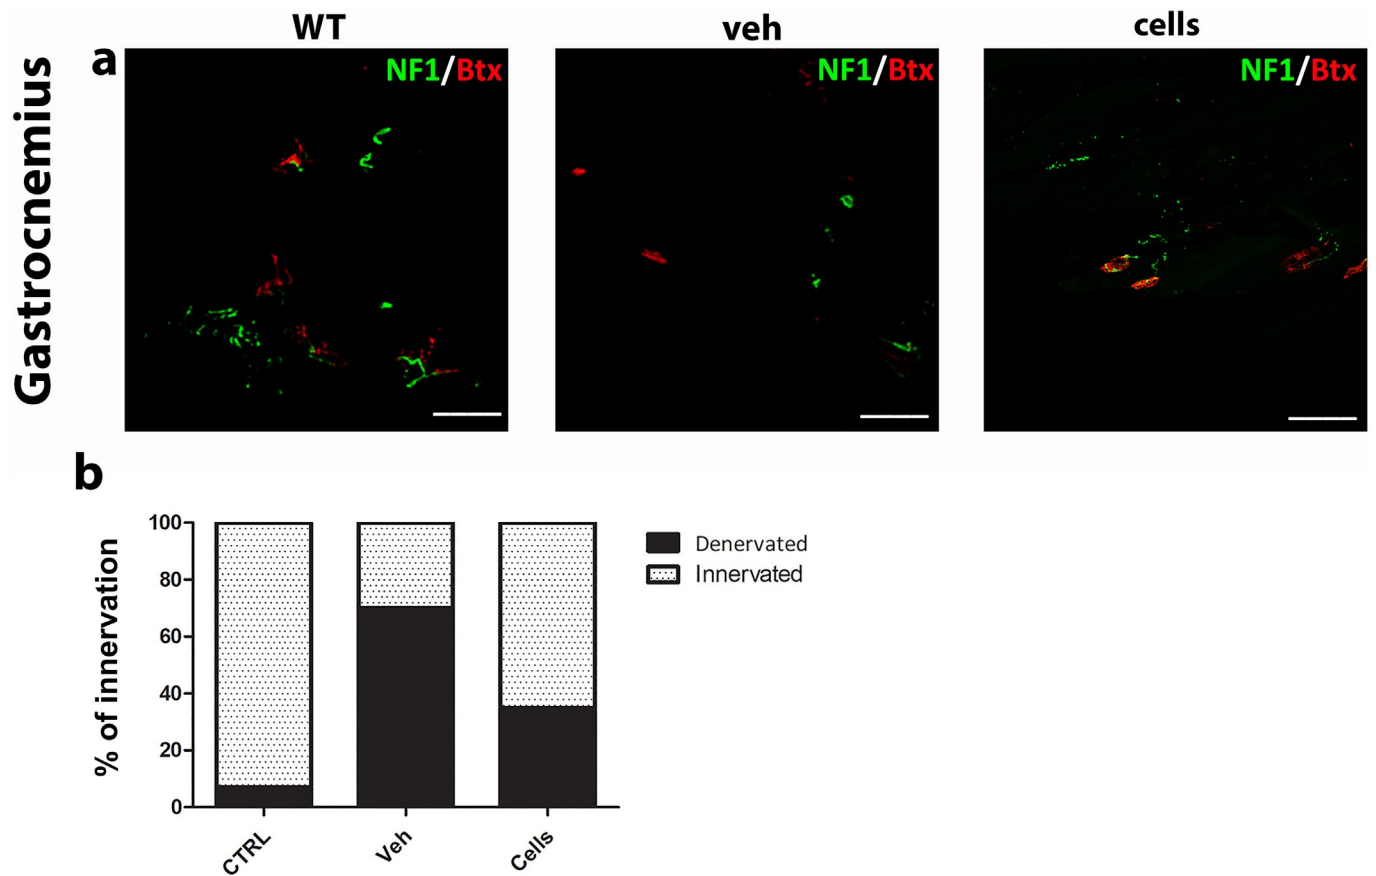 WT
veh
cells
a
Gastrocnemius
NF1/Btx
NF1/Btx
NF1/Btx
b
% of innervation
100
80
60
40
20
0
CTRL
Veh
Cells
Denervated
Innervated